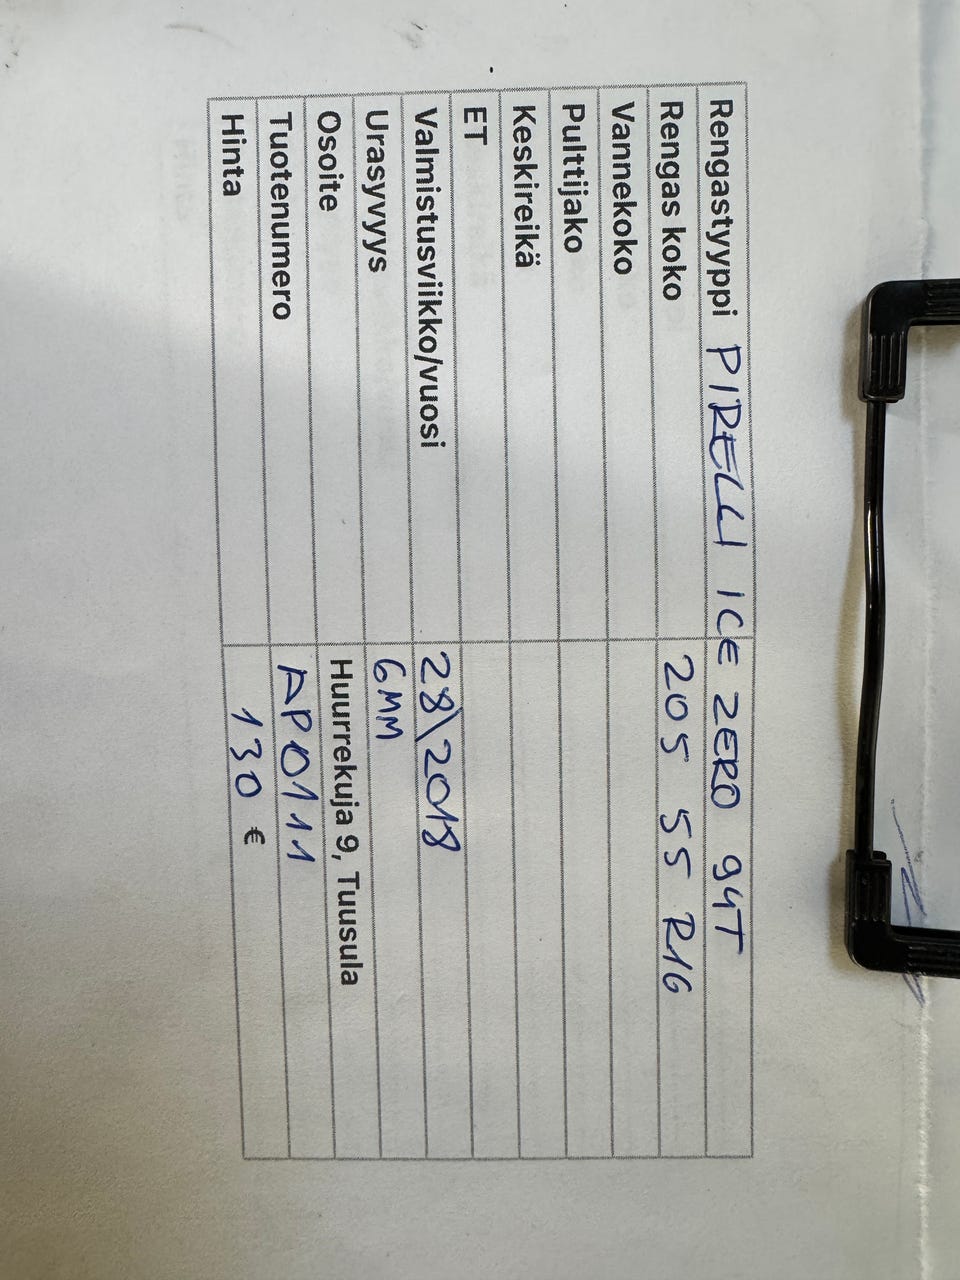 Rengastyyppi PIRELLI ICE ZERO 94T
Rengas koko 205 55 R16
Vannekoko
Pulttijako
Keskireikä
ET
Valmistusviikko/vuosi 28\2018
Urasyvyys 6MM
Osoite Huurrekuja 9, Tuusula
Tuotenumero AP0111
Hinta 130 €